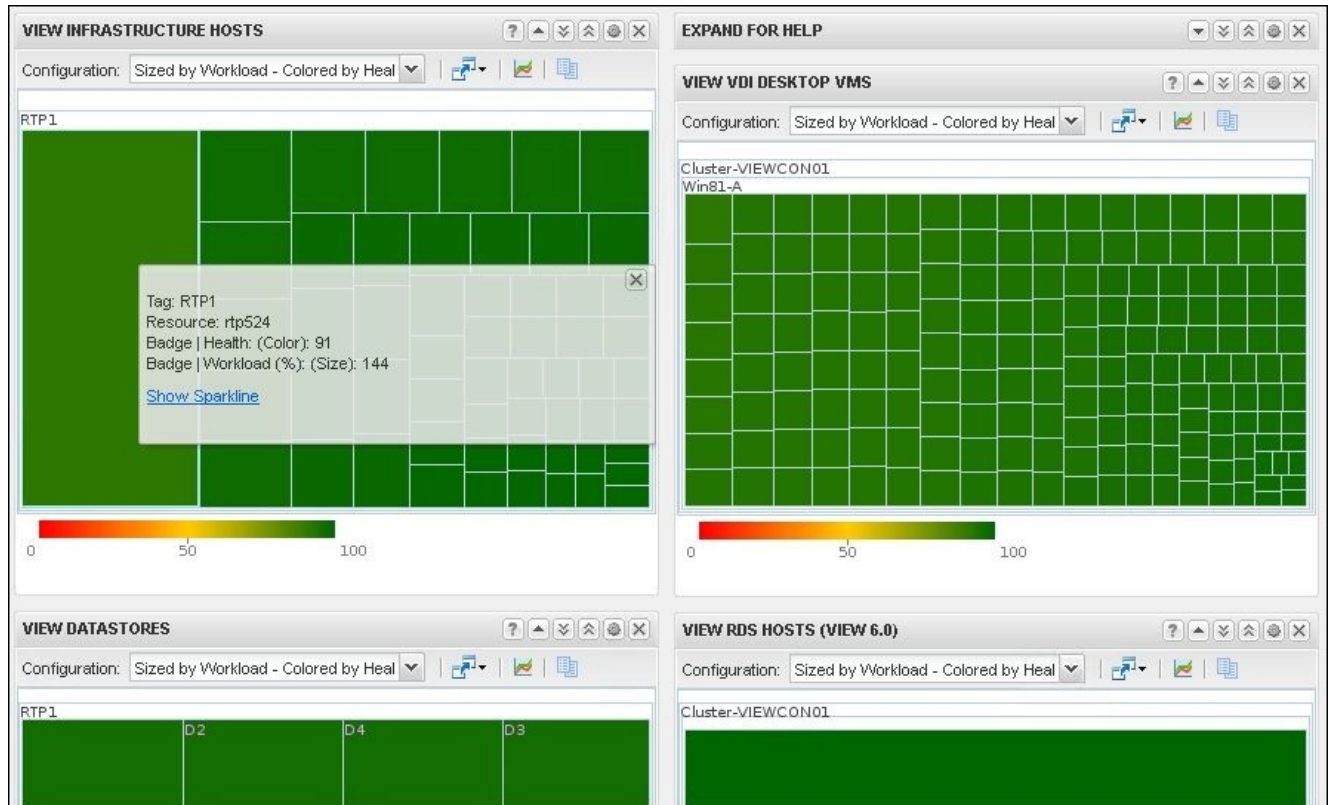 VIEW INFRASTRUCTURE HOSTS
?
Configuration: Sized by Workload - Colored by Heal
RTP1
Tag: RTP1
Resource: rtp524
Badge | Health: (Color): 91
Badge | Workload (%): (Size): 144
Show Sparkline
0 50 100
EXPAND FOR HELP
VIEW VDI DESKTOP VMS
?
Configuration: Sized by Workload - Colored by Heal
Cluster-VIEWCON01
Win81-A
0 50 100
VIEW DATASTORES
?
Configuration: Sized by Workload - Colored by Heal
RTP1
D2 D4 D3
VIEW RDS HOSTS (VIEW 6.0)
?
Configuration: Sized by Workload - Colored by Heal
Cluster-VIEWCON01